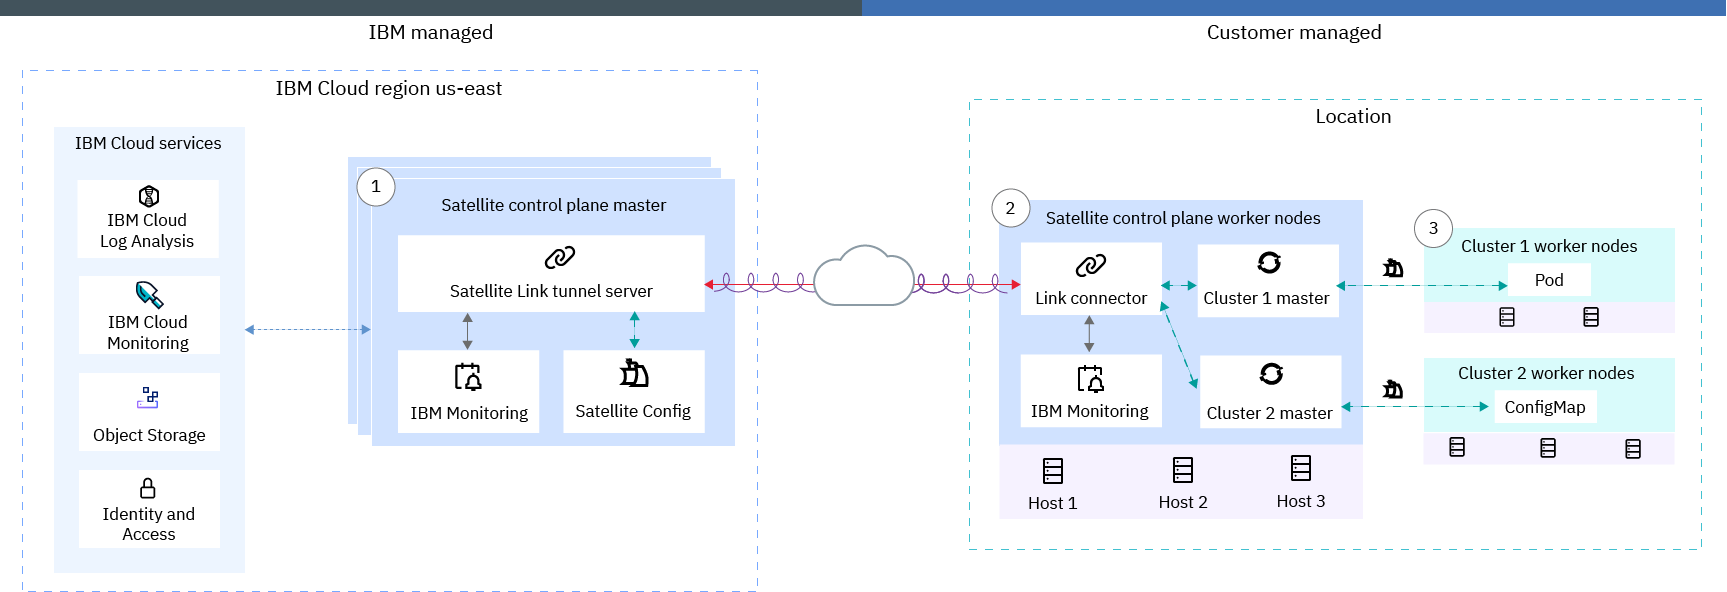 IBM managed
Customer managed
IBM Cloud region us-east
IBM Cloud services
IBM Cloud
Log Analysis
IBM Cloud
Monitoring
Object Storage
Identity and
Access
1
Satellite control plane master
Satellite Link tunnel server
IBM Monitoring
Satellite Config
Location
2
Satellite control plane worker nodes
Link connector
Cluster 1 master
IBM Monitoring
Cluster 2 master
Host 1
Host 2
Host 3
3
Cluster 1 worker nodes
Pod
Cluster 2 worker nodes
ConfigMap